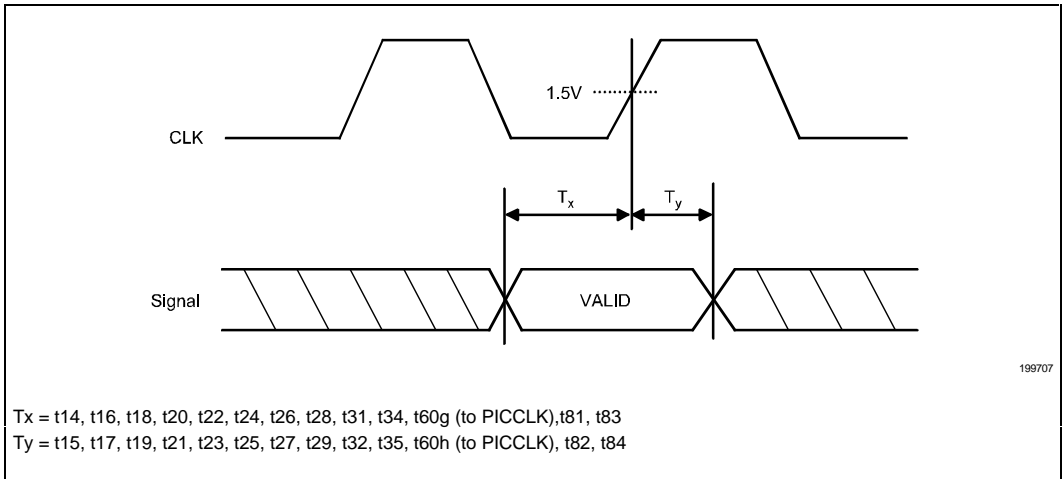 1.5V
CLK
Tx Ty
Signal VALID
199707
Tx = t14, t16, t18, t20, t22, t24, t26, t28, t31, t34, t60g (to PICCLK),t81, t83
Ty = t15, t17, t19, t21, t23, t25, t27, t29, t32, t35, t60h (to PICCLK), t82, t84